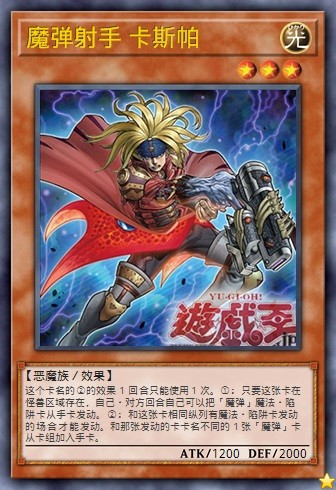 魔弹射手 卡斯帕
光
YU-GI-OH!
遊戯王
【恶魔族／效果】
这个卡名的②的效果1回合只能使用1次。①：只要这张卡在
怪兽区域存在，自己·对方回合自己可以把「魔弹」魔法·陷
阱卡从手卡发动。②：和这张卡相同纵列有魔法·陷阱卡发动
的场合才能发动。和那张发动的卡卡名不同的1张「魔弹」卡
从卡组加入手卡。
ATK/1200 DEF/2000